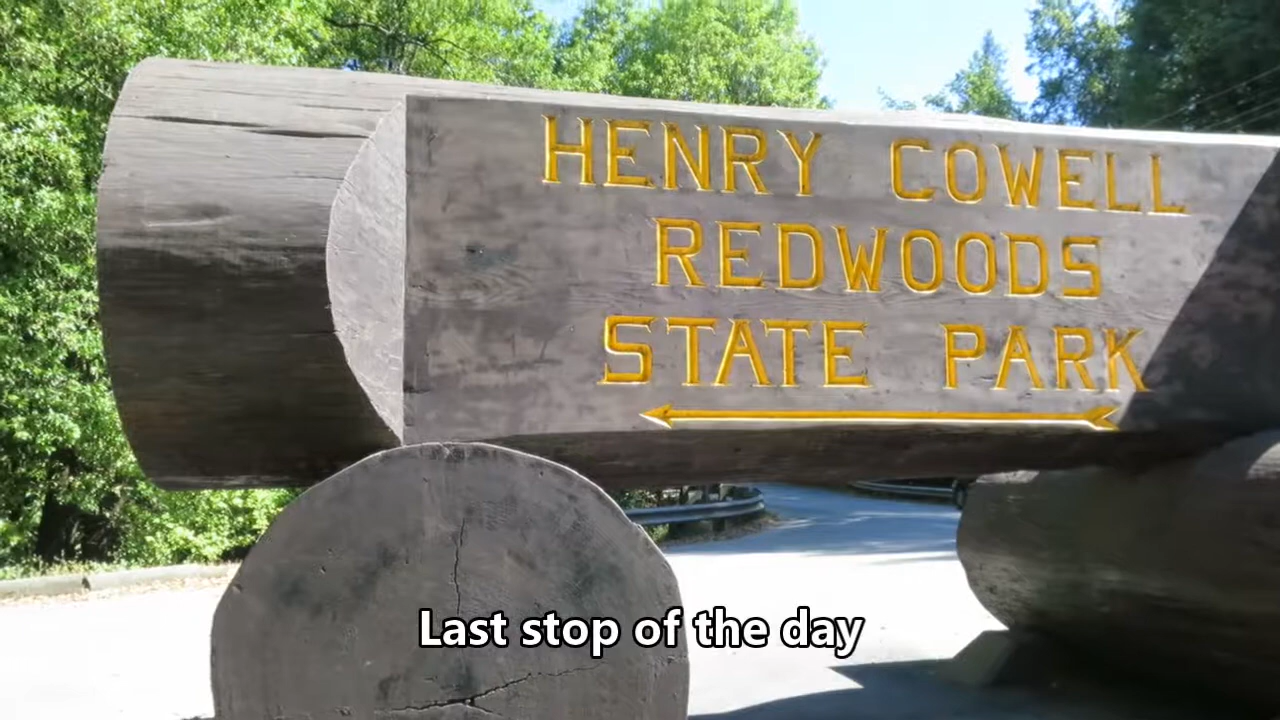 HENRY COWELL
REDWOODS
STATE PARK
Last stop of the day